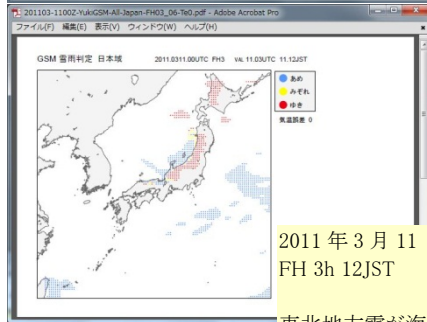 201103-1100Z-YukiGSM-All-Japan-FH03_06-Te0.pdf - Adobe Acrobat Pro
ファイル(F) 編集(E) 表示(V) ウィンドウ(W) ヘルプ(H)
GSM 雪雨判定 日本域 2011.0311.00UTC FH3 VAL 11.03UTC 11.12JST
あめ
みぞれ
ゆき
気温誤差 0
2011 年 3 月 11
FH 3h 12JST